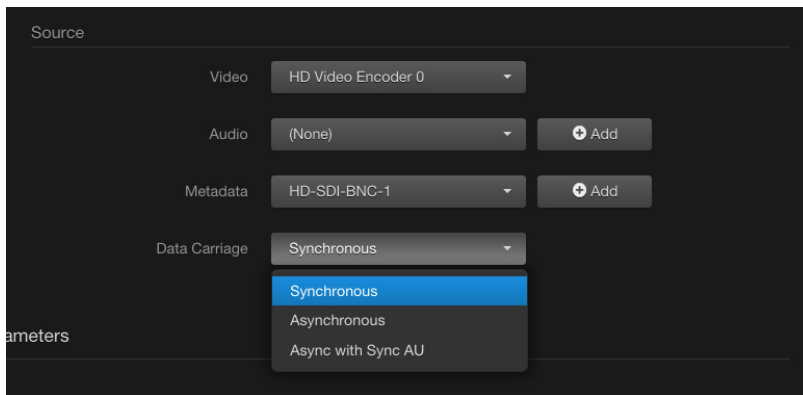 Source
Video HD Video Encoder 0
Audio (None) Add
Metadata HD-SDI-BNC-1 Add
Data Carriage Synchronous
Synchronous
Asynchronous
ameters
Async with Sync AU